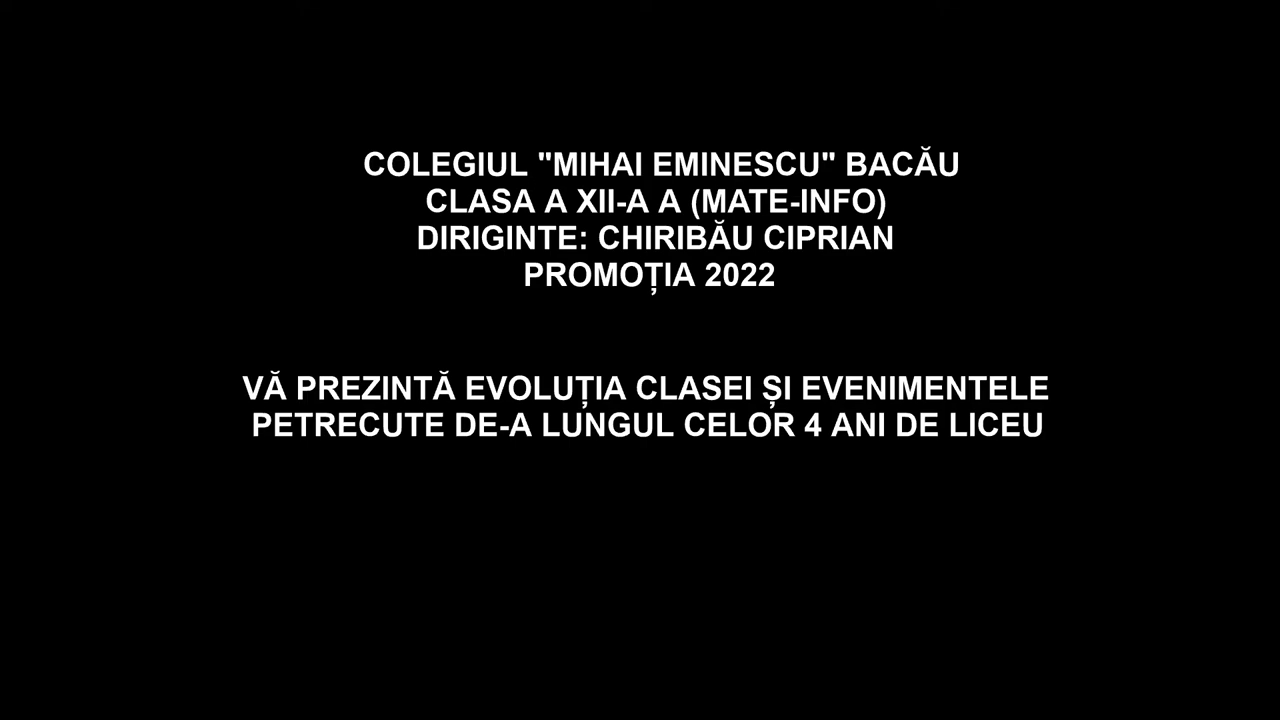 COLEGIUL "MIHAI EMINESCU" BACĂU
CLASA A XII-A A (MATE-INFO)
DIRIGINTE: CHIRIBĂU CIPRIAN
PROMOȚIA 2022
VĂ PREZINTĂ EVOLUȚIA CLASEI ȘI EVENIMENTELE
PETRECUTE DE-A LUNGUL CELOR 4 ANI DE LICEU